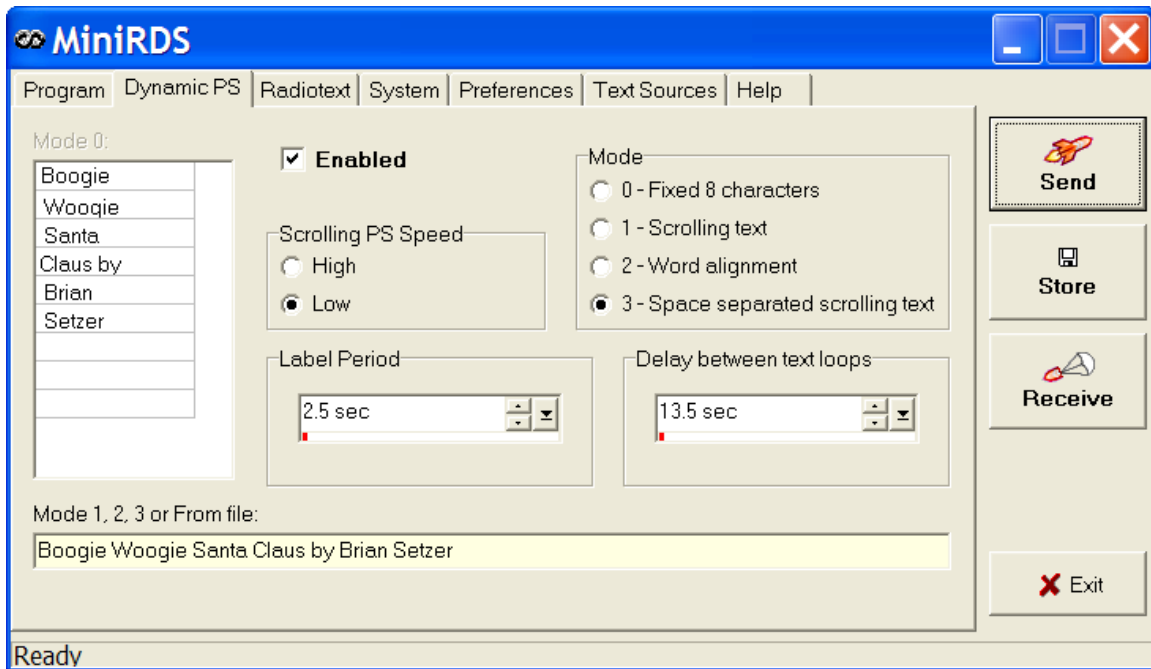 MiniRDS
Program Dynamic PS Radiotext System Preferences Text Sources Help
Mode 0:
Boogie
Woogie
Santa
Claus by
Brian
Setzer
Enabled
Scrolling PS Speed
High
Low
Mode
0 - Fixed 8 characters
1 - Scrolling text
2 - Word alignment
3 - Space separated scrolling text
Label Period
2.5 sec
Delay between text loops
13.5 sec
Mode 1, 2, 3 or From file:
Boogie Woogie Santa Claus by Brian Setzer
Send
Store
Receive
Exit
Ready